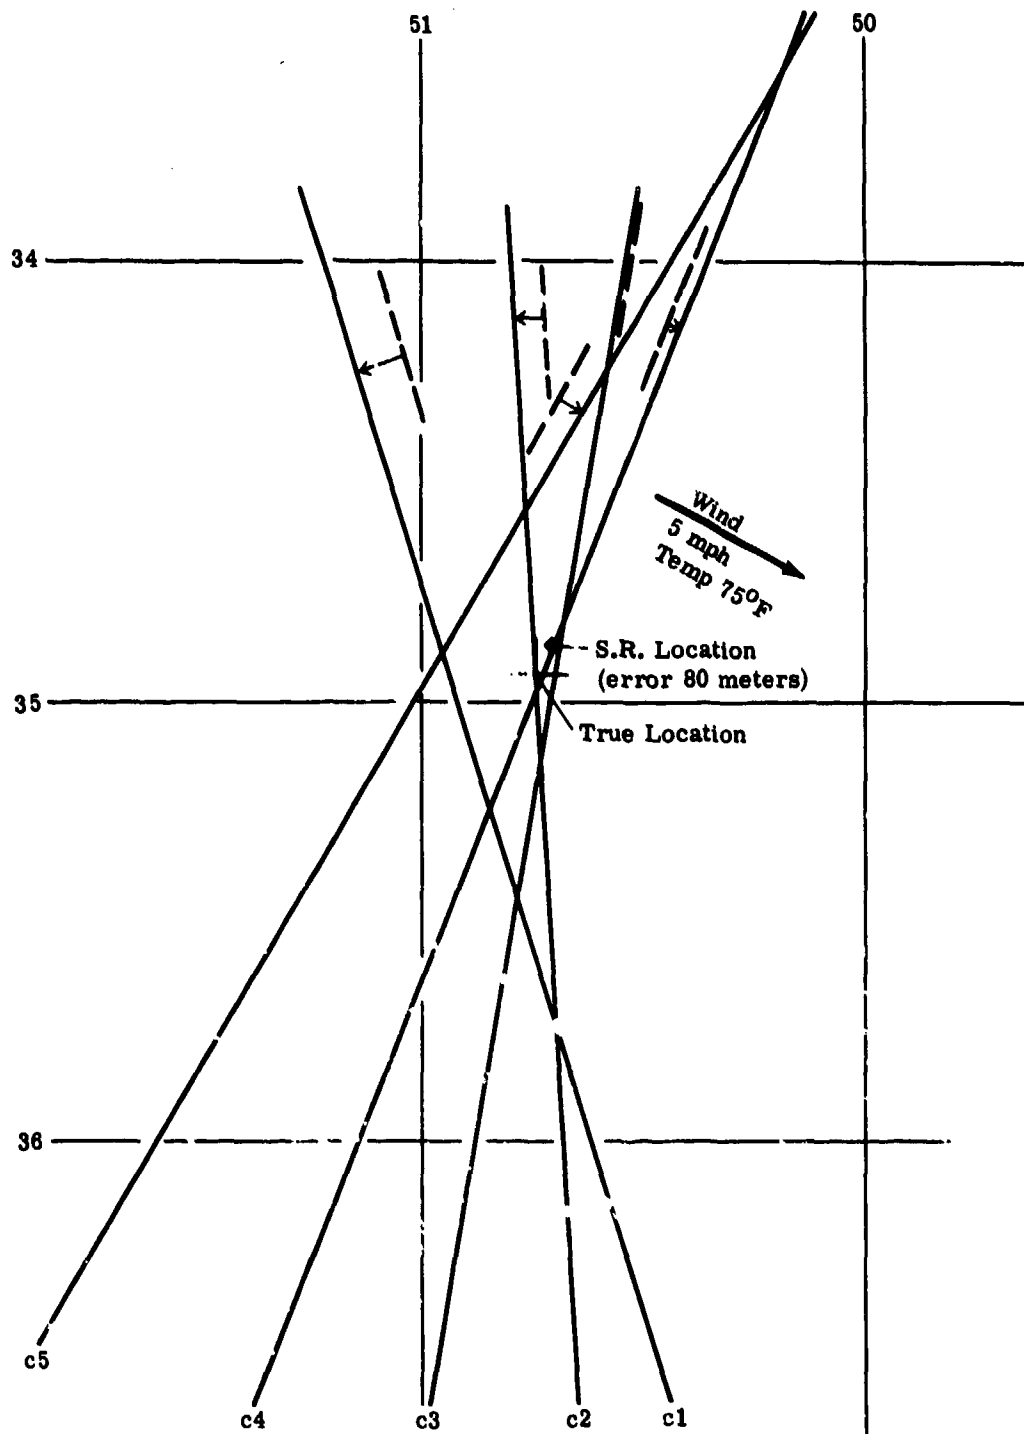 51
50
34
Wind
5 mph
Temp 75°F
S.R. Location
(error 80 meters)
35
True Location
36
c5
c4
c3
c2
c1